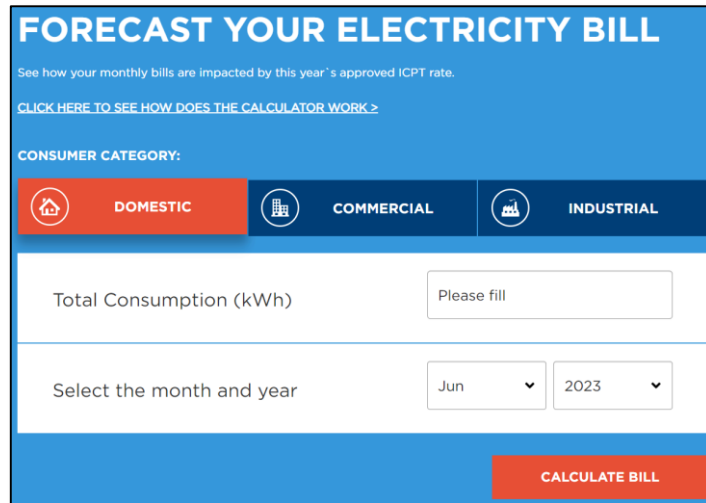 FORECAST YOUR ELECTRICITY BILL
See how your monthly bills are impacted by this year`s approved ICPT rate.
CLICK HERE TO SEE HOW DOES THE CALCULATOR WORK >
CONSUMER CATEGORY:
DOMESTIC COMMERCIAL INDUSTRIAL
Total Consumption (kWh) Please fill
Select the month and year Jun 2023
CALCULATE BILL